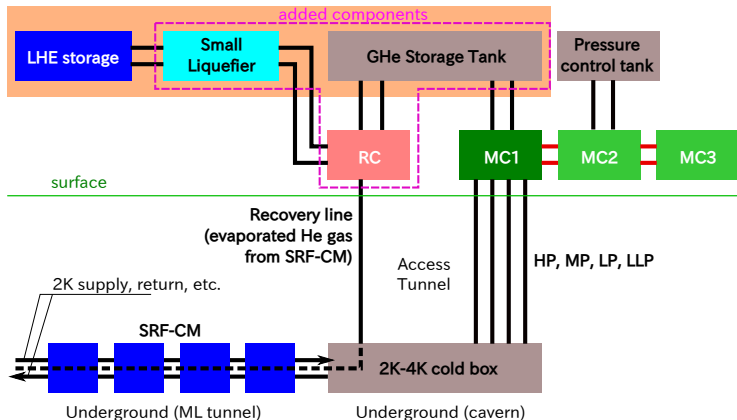 added components
LHE storage
Small
Liquefier
GHe Storage Tank
Pressure
control tank
RC
MC1
MC2
MC3
surface
Recovery line
(evaporated He gas
from SRF-CM)
Access
Tunnel
HP, MP, LP, LLP
2K supply, return, etc.
SRF-CM
2K-4K cold box
Underground (ML tunnel)
Underground (cavern)